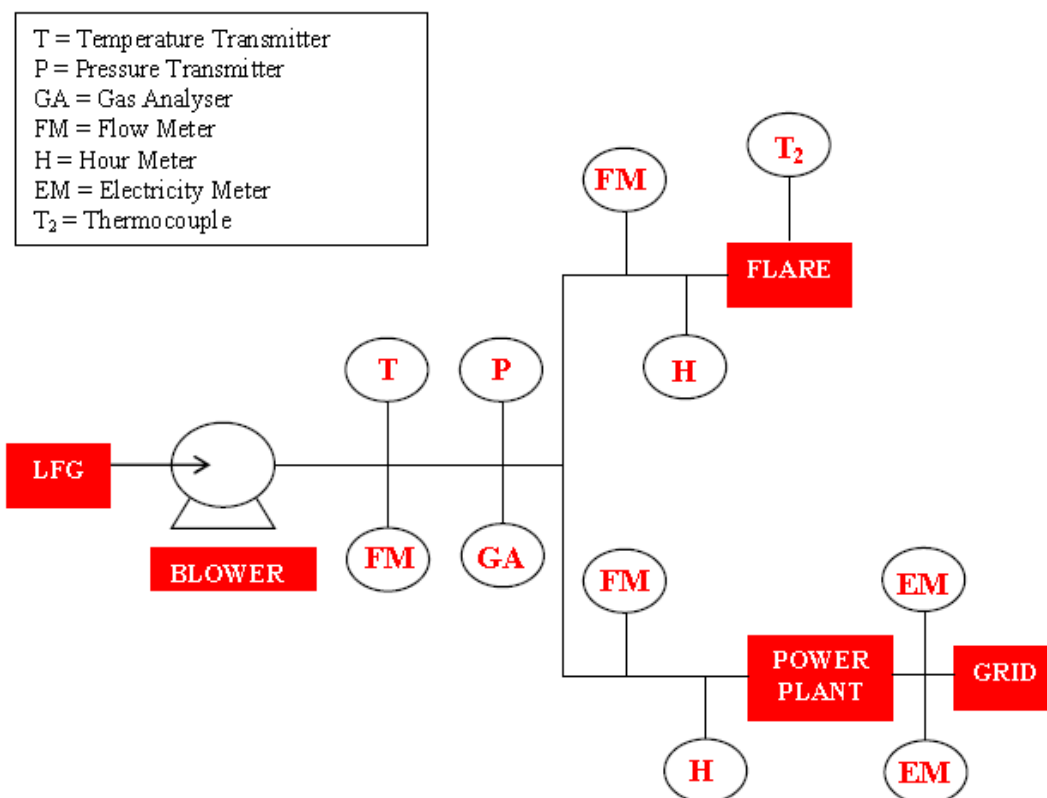 T = Temperature Transmitter
P = Pressure Transmitter
GA = Gas Analyser
FM = Flow Meter
H = Hour Meter
EM = Electricity Meter
T₂ = Thermocouple
T₂
FM
FLARE
H
T
P
LFG
BLOWER
FM
GA
FM
EM
POWER
PLANT
GRID
H
EM